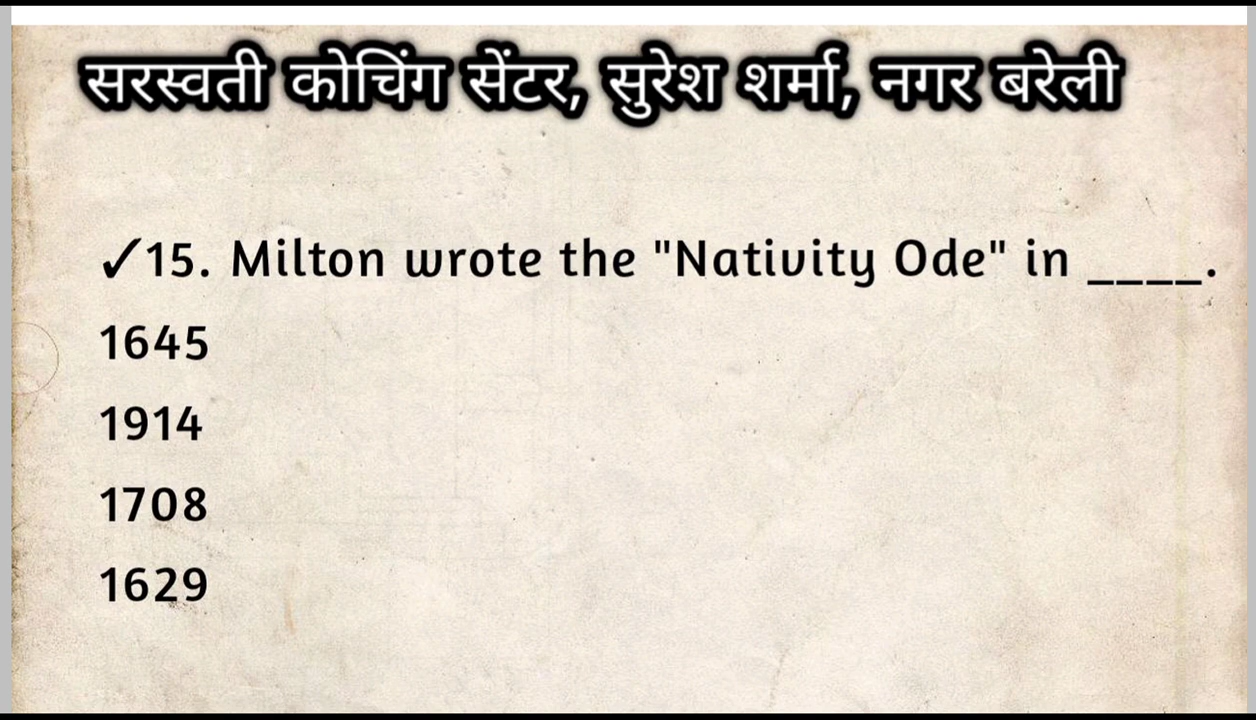 सरस्वती कोचिंग सेंटर, सुरेश शर्मा, नगर बरेली
✓15. Milton wrote the "Nativity Ode" in ____.
1645
1914
1708
1629